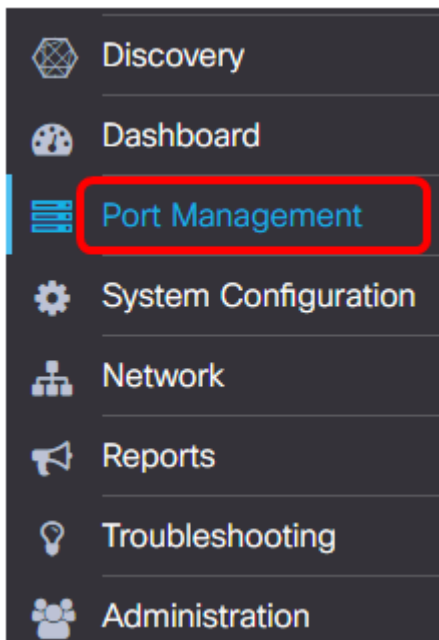 Discovery
Dashboard
Port Management
System Configuration
Network
Reports
Troubleshooting
Administration